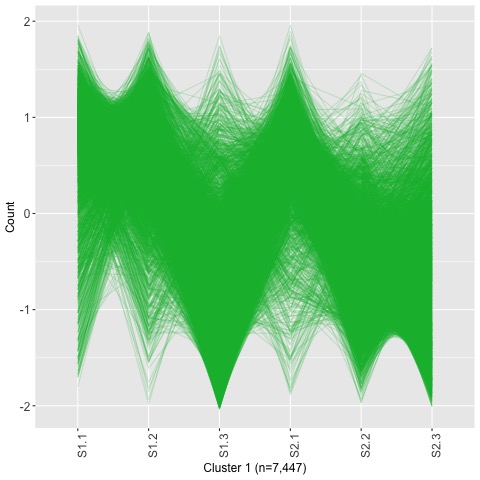 2
1
0
-1
-2
Count
S1.1
S1.2
S1.3
S2.1
S2.2
S2.3
Cluster 1 (n=7,447)